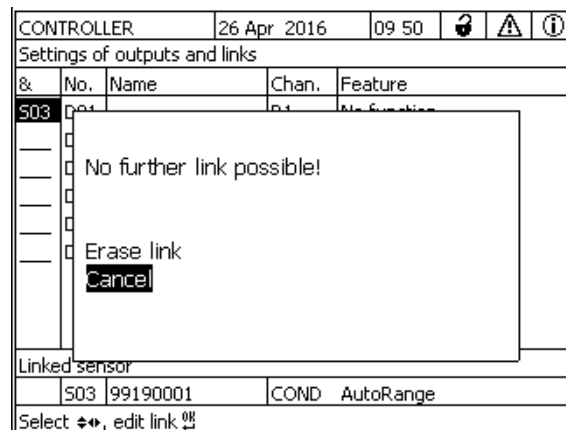 CONTROLLER 26 Apr 2016 09 50
Settings of outputs and links
& No. Name Chan. Feature
S03
No further link possible!
Erase link
Cancel
Linked sensor
S03 99190001 COND AutoRange
Select , edit link OK